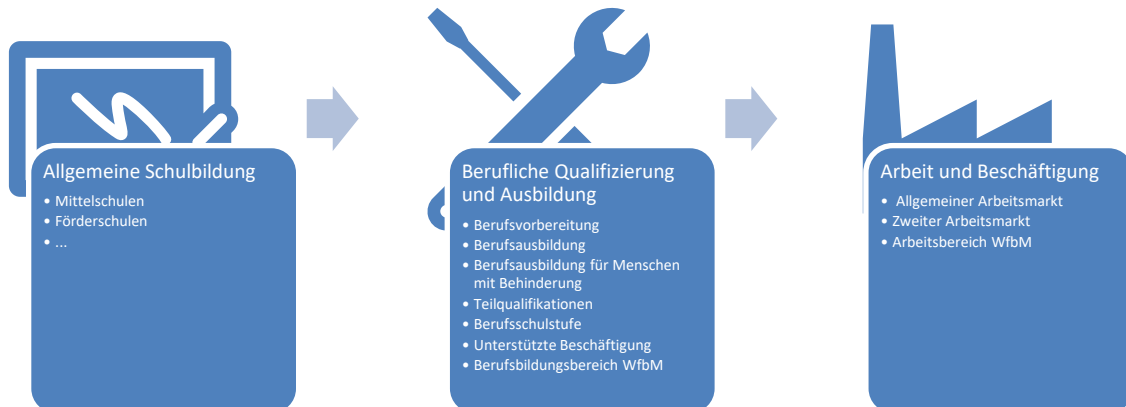 Allgemeine Schulbildung
• Mittelschulen
• Förderschulen
• ...
Berufliche Qualifizierung
und Ausbildung
• Berufsvorbereitung
• Berufsausbildung
• Berufsausbildung für Menschen
mit Behinderung
• Teilqualifikationen
• Berufsschulstufe
• Unterstützte Beschäftigung
• Berufsbildungsbereich WfbM
Arbeit und Beschäftigung
• Allgemeiner Arbeitsmarkt
• Zweiter Arbeitsmarkt
• Arbeitsbereich WfbM